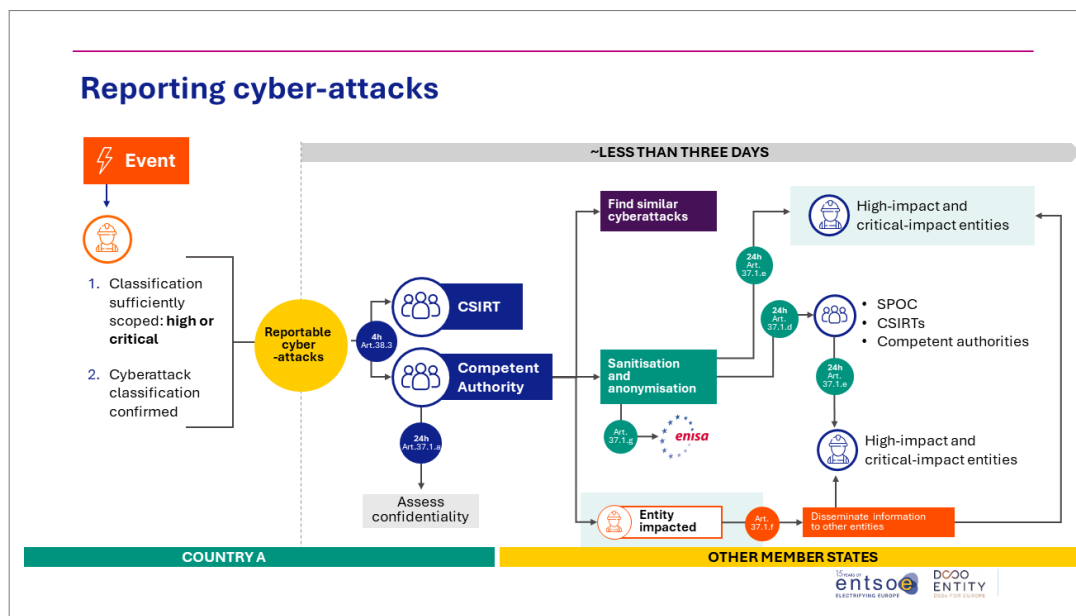 Reporting cyber-attacks
Event
~LESS THAN THREE DAYS
Find similar
cyberattacks
High-impact and
critical-impact entities
1. Classification
sufficiently
scoped: high or
critical
2. Cyberattack
classification
confirmed
Reportable
cyber
-attacks
4h
Art.38.3
CSIRT
Competent
Authority
24h
Art.37.1.a
Assess
confidentiality
Sanitisation
and
anonymisation
24h
Art.
37.1.e
24h
Art.
37.1.d
• SPOC
• CSIRTs
• Competent authorities
24h
Art.
37.1.e
Art.
37.1.g
enisa
High-impact and
critical-impact entities
Entity
impacted
Art.
37.1.f
Disseminate information
to other entities
COUNTRY A
OTHER MEMBER STATES
15 YEARS OF
entsoe
ELECTRIFYING EUROPE
DSO
ENTITY
DSOs FOR EUROPE